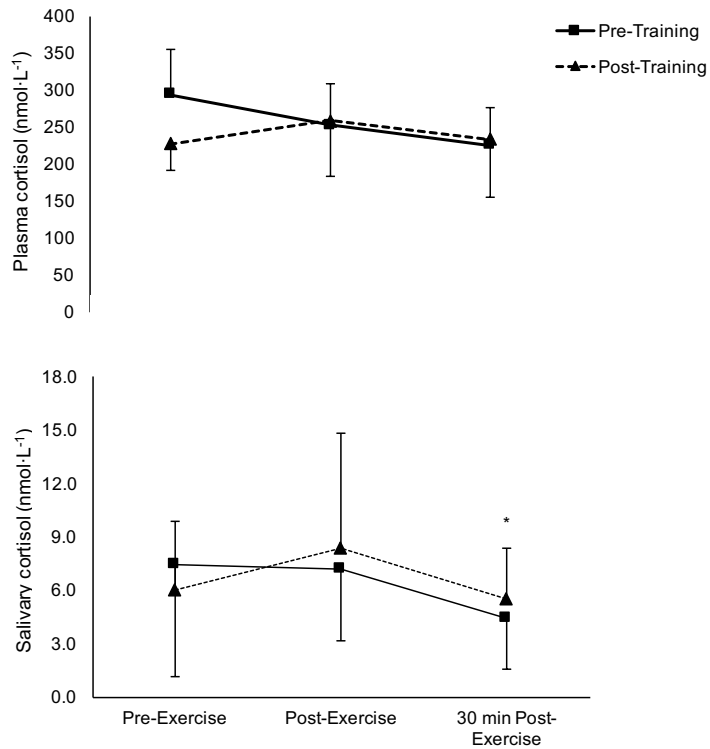 400
350
300
250
200
150
100
50
0
Plasma cortisol (nmol·L-1)
Pre-Training
Post-Training
18.0
15.0
12.0
9.0
6.0
3.0
0.0
Salivary cortisol (nmol·L-1)
*
Pre-Exercise
Post-Exercise
30 min Post-
Exercise